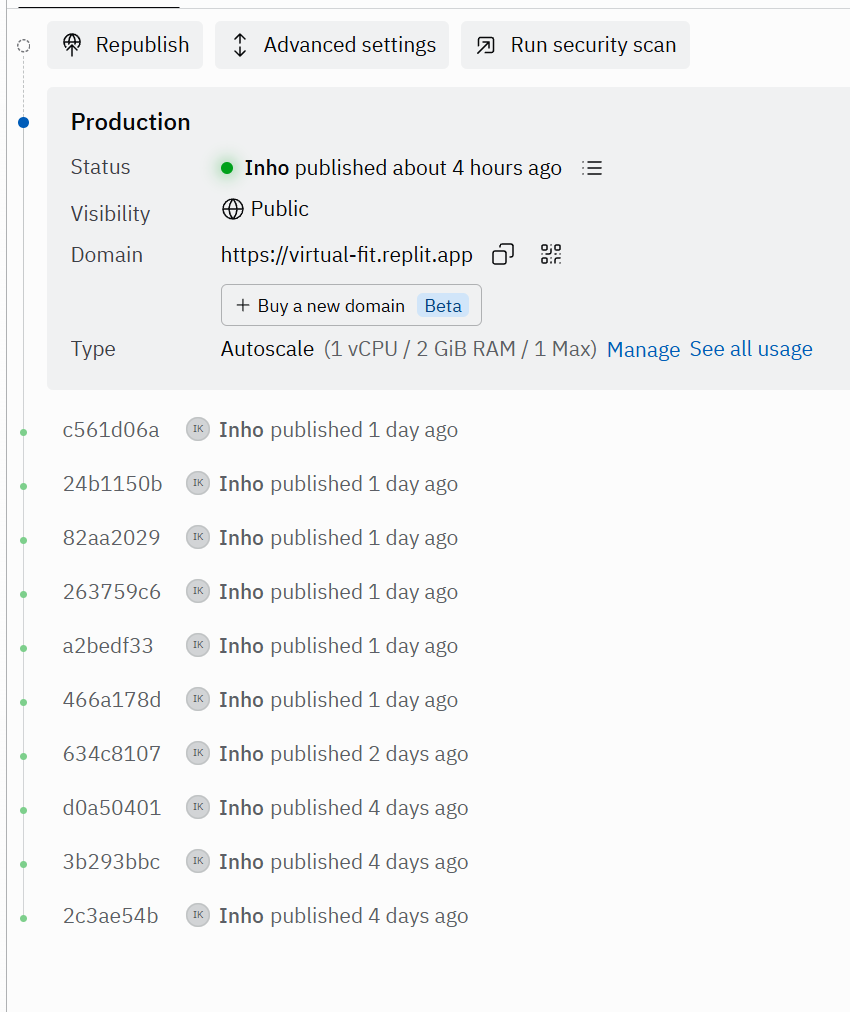 Republish Advanced settings Run security scan
Production
Status Inho published about 4 hours ago
Visibility Public
Domain https://virtual-fit.replit.app
+ Buy a new domain Beta
Type Autoscale (1 vCPU / 2 GiB RAM / 1 Max) Manage See all usage
c561d06a IK Inho published 1 day ago
24b1150b IK Inho published 1 day ago
82aa2029 IK Inho published 1 day ago
263759c6 IK Inho published 1 day ago
a2bedf33 IK Inho published 1 day ago
466a178d IK Inho published 1 day ago
634c8107 IK Inho published 2 days ago
d0a50401 IK Inho published 4 days ago
3b293bbc IK Inho published 4 days ago
2c3ae54b IK Inho published 4 days ago